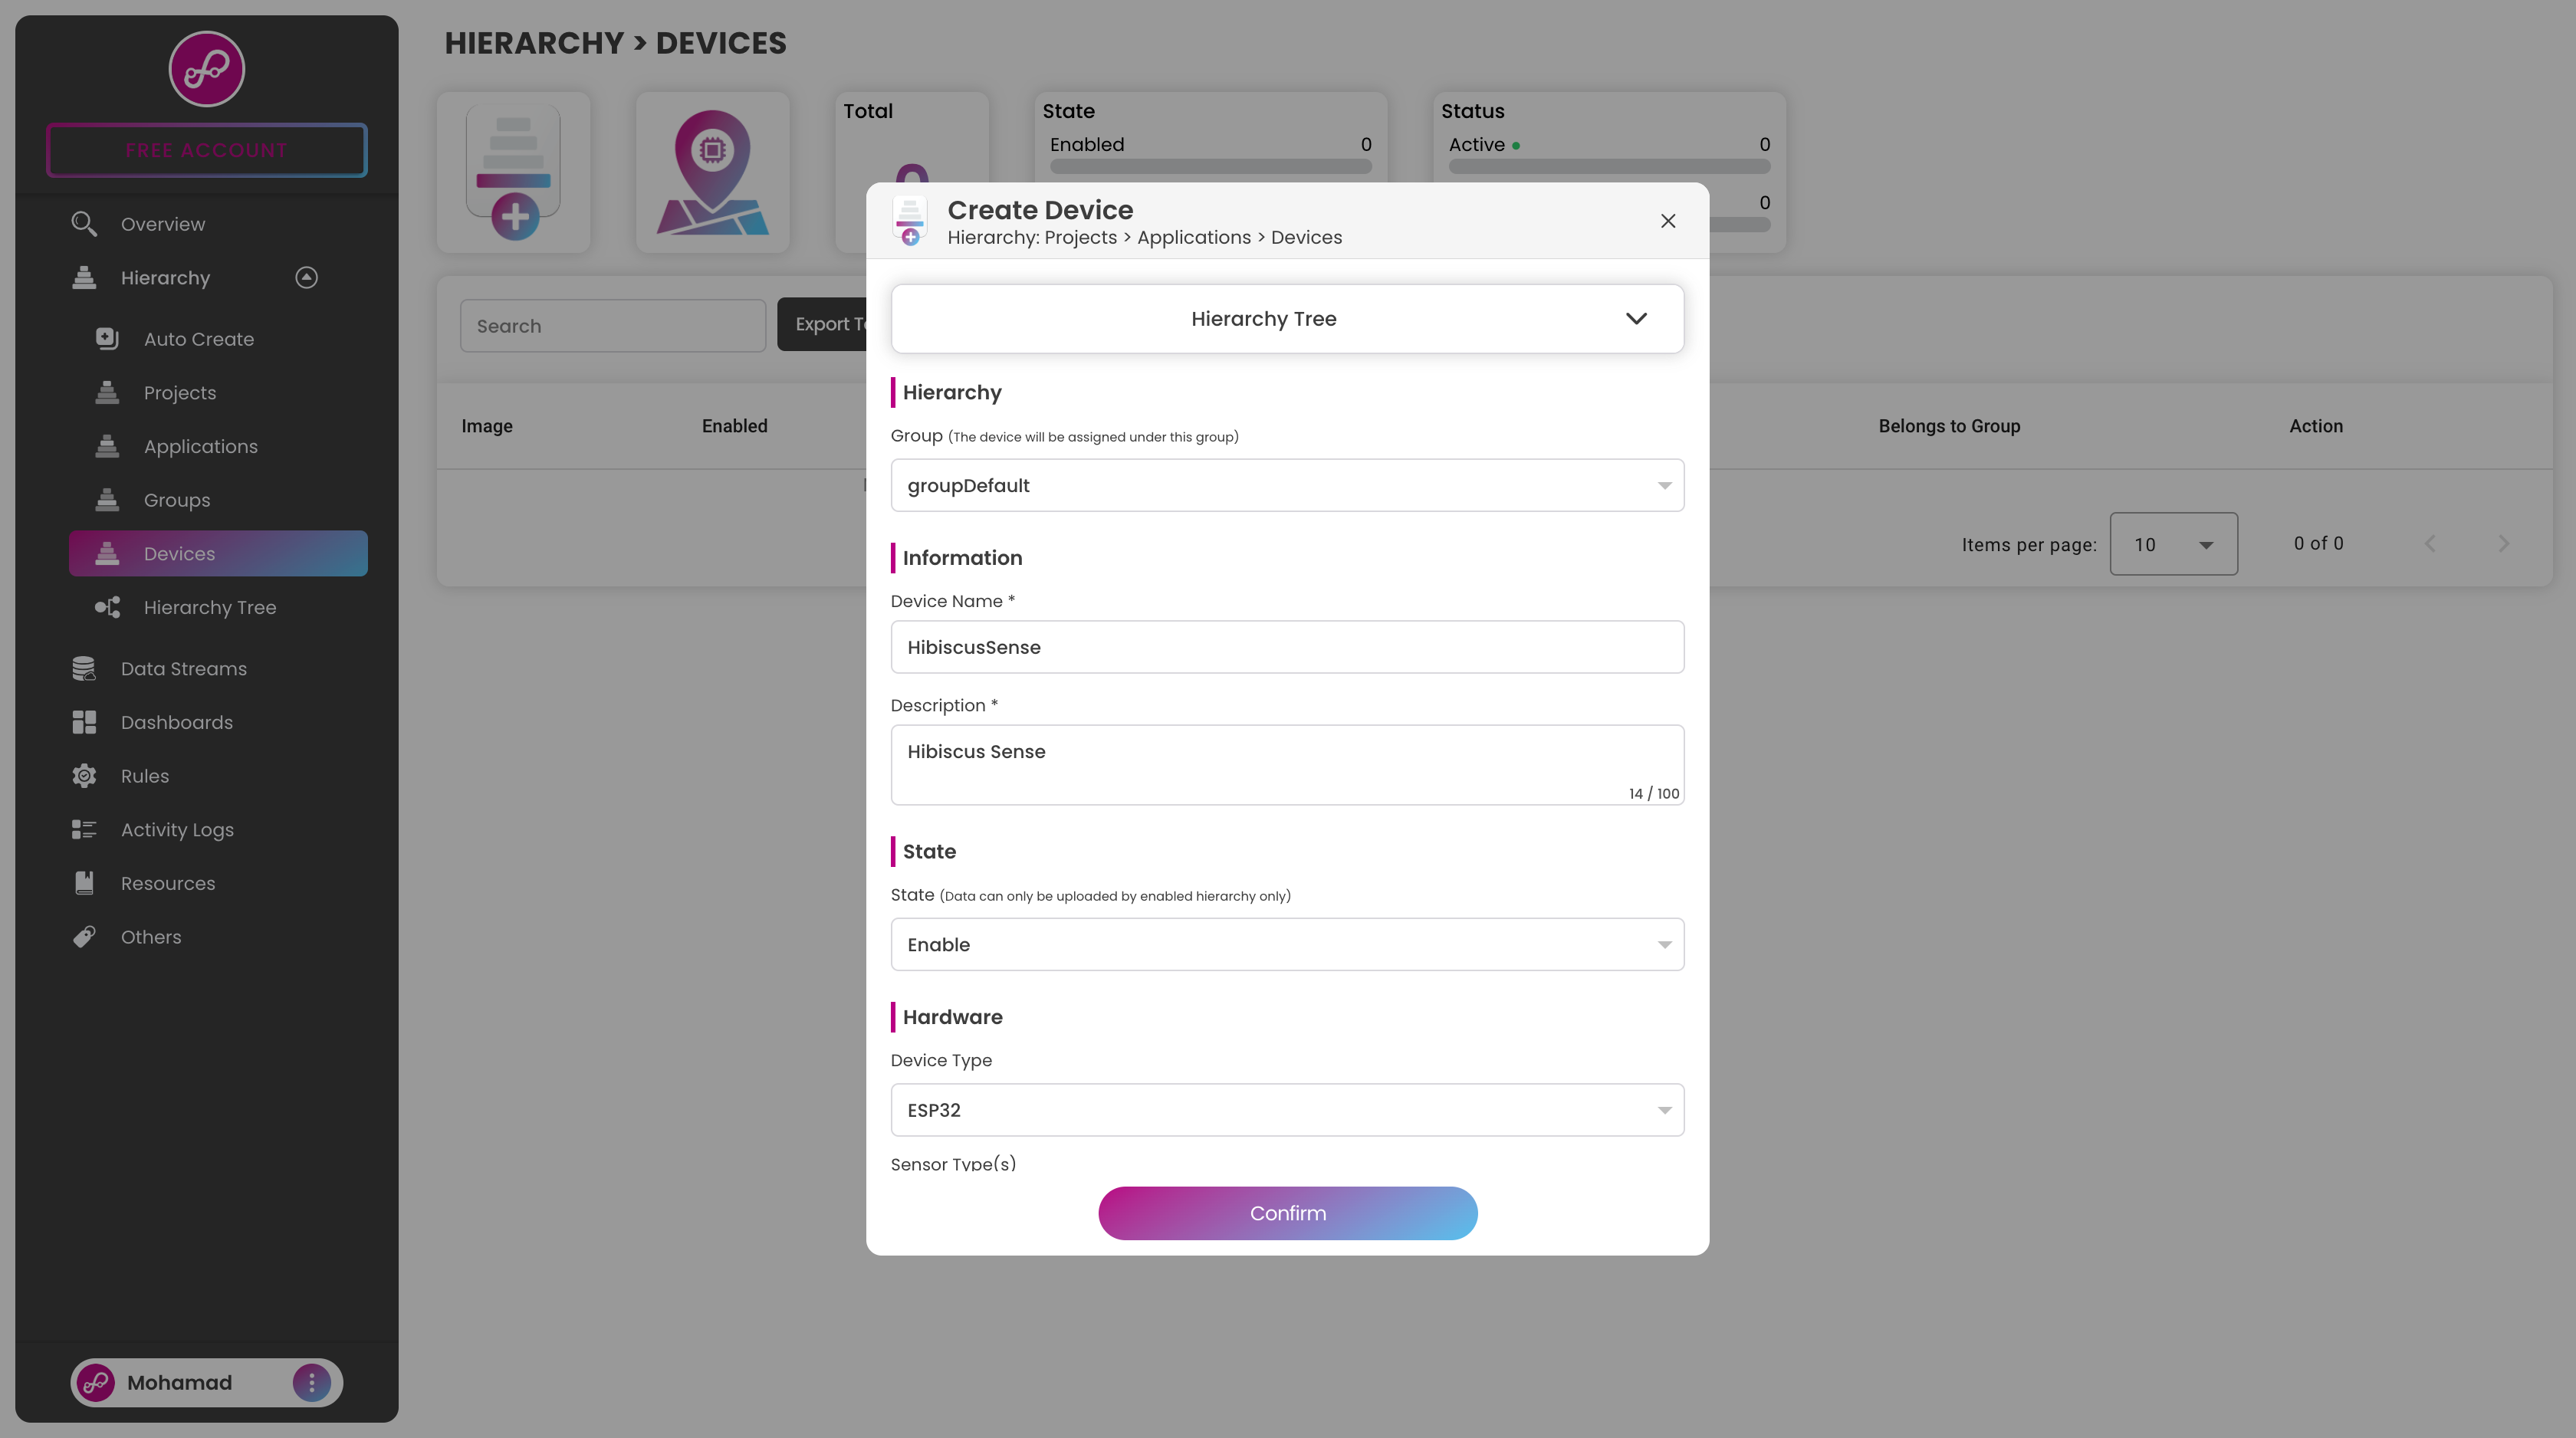 FREE ACCOUNT
Overview
Hierarchy
Auto Create
Projects
Applications
Groups
Devices
Hierarchy Tree
Data Streams
Dashboards
Rules
Activity Logs
Resources
Others
Mohamad
HIERARCHY > DEVICES
Total
State
Enabled 0
Status
Active 0
0
Search
Export
Image Enabled Belongs to Group Action
Items per page: 10 0 of 0
Create Device
Hierarchy: Projects > Applications > Devices
Hierarchy Tree
Hierarchy
Group (The device will be assigned under this group)
groupDefault
Information
Device Name *
HibiscusSense
Description *
Hibiscus Sense
14 / 100
State
State (Data can only be uploaded by enabled hierarchy only)
Enable
Hardware
Device Type
ESP32
Sensor Type(s)
Confirm